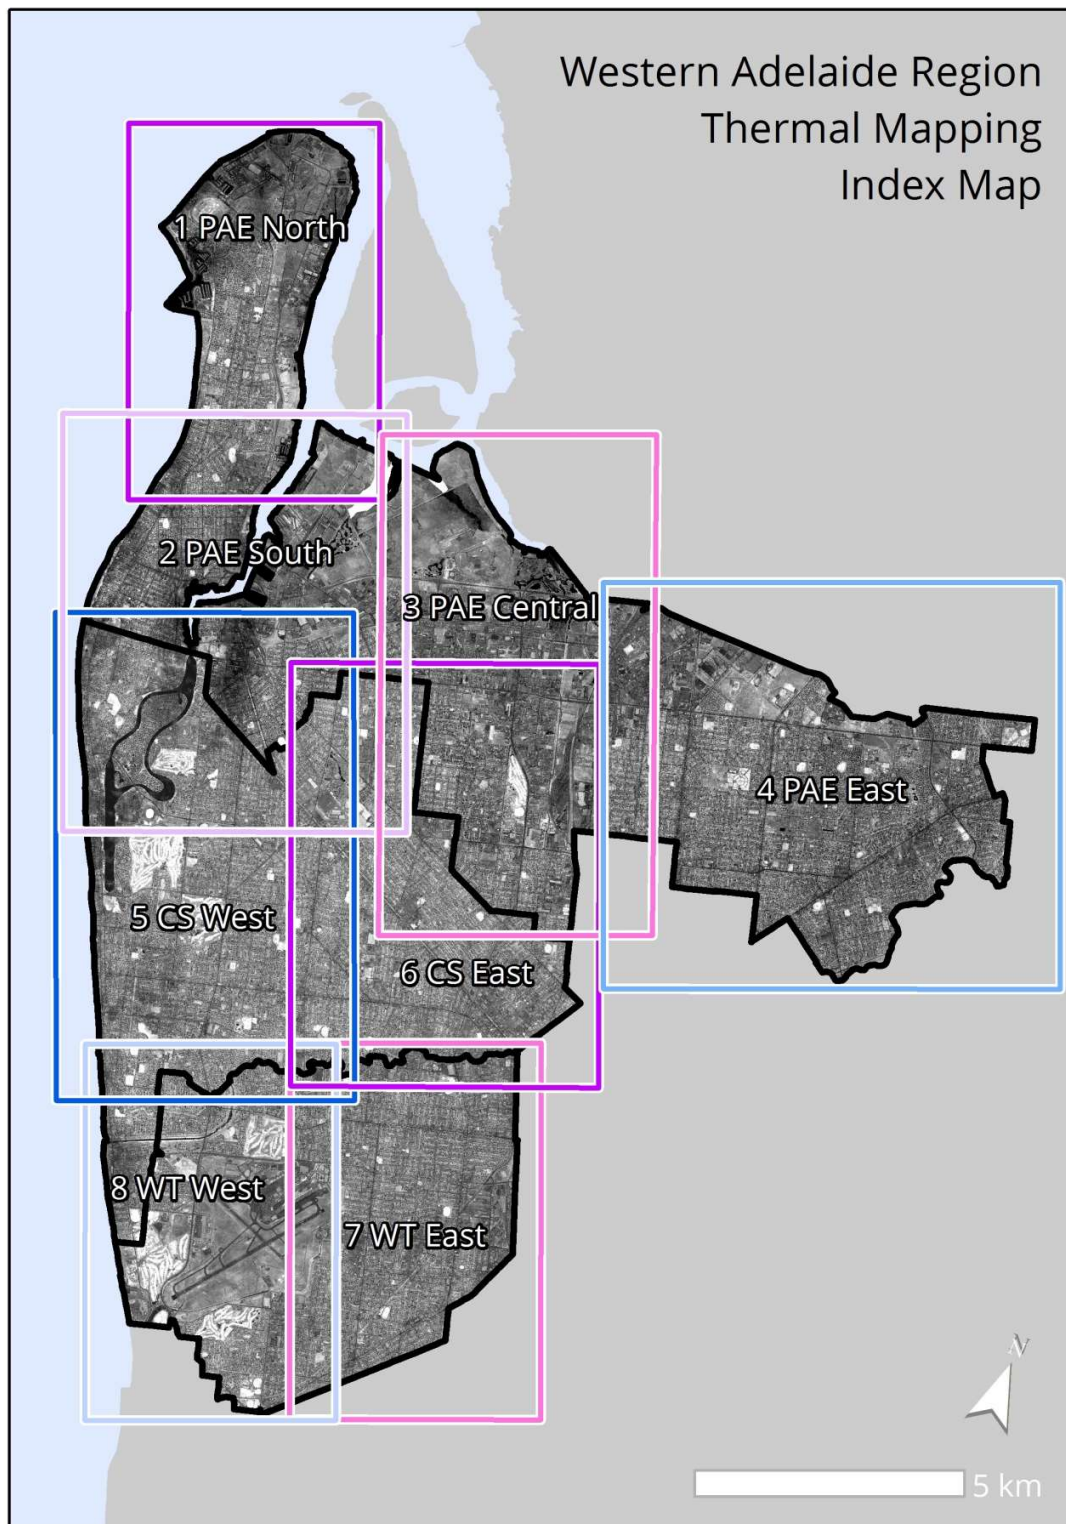 Western Adelaide Region
Thermal Mapping
Index Map
1 PAE North
2 PAE South
3 PAE Central
4 PAE East
5 CS West
6 CS East
8 WT West
7 WT East
N
5 km